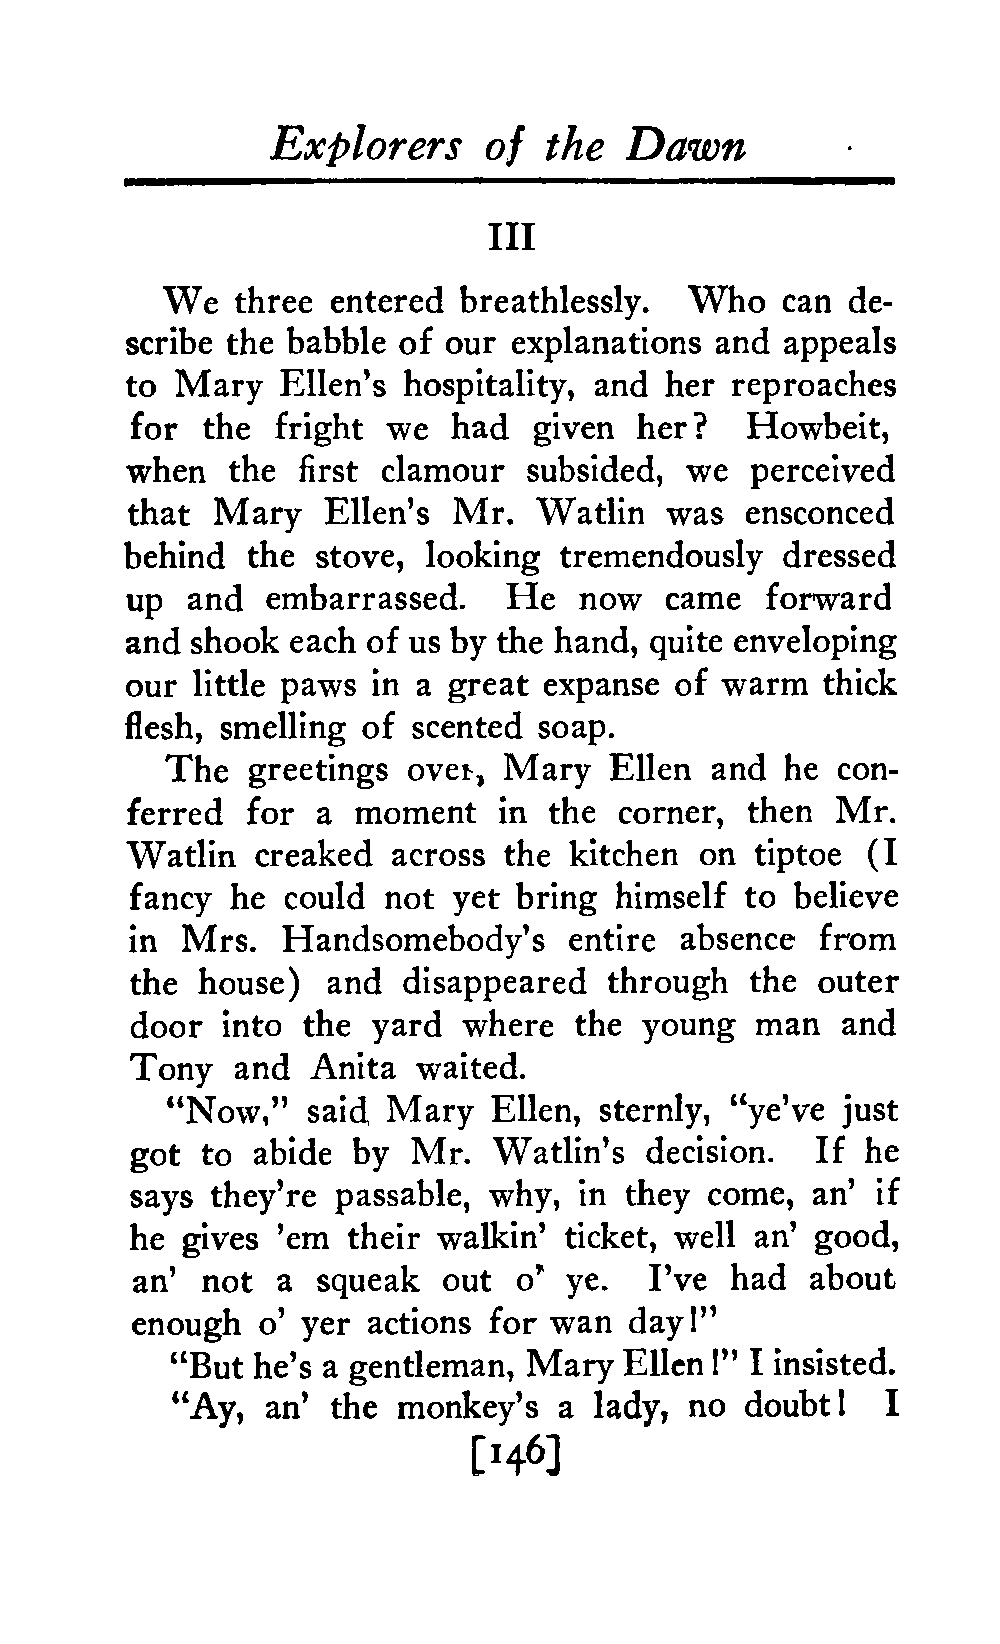 Explorers of the Dawn
III
We three entered breathlessly. Who can de-
scribe the babble of our explanations and appeals
to Mary Ellen's hospitality, and her reproaches
for the fright we had given her? Howbeit,
when the first clamour subsided, we perceived
that Mary Ellen's Mr. Watlin was ensconced
behind the stove, looking tremendously dressed
up and embarrassed. He now came forward
and shook each of us by the hand, quite enveloping
our little paws in a great expanse of warm thick
flesh, smelling of scented soap.
The greetings over, Mary Ellen and he con-
ferred for a moment in the corner, then Mr.
Watlin creaked across the kitchen on tiptoe (I
fancy he could not yet bring himself to believe
in Mrs. Handsomebody's entire absence from
the house) and disappeared through the outer
door into the yard where the young man and
Tony and Anita waited.
"Now," said Mary Ellen, sternly, "ye've just
got to abide by Mr. Watlin's decision. If he
says they're passable, why, in they come, an' if
he gives 'em their walkin' ticket, well an' good,
an' not a squeak out o' ye. I've had about
enough o' yer actions for wan day!"
"But he's a gentleman, Mary Ellen!" I insisted.
"Ay, an' the monkey's a lady, no doubt! I
[146]